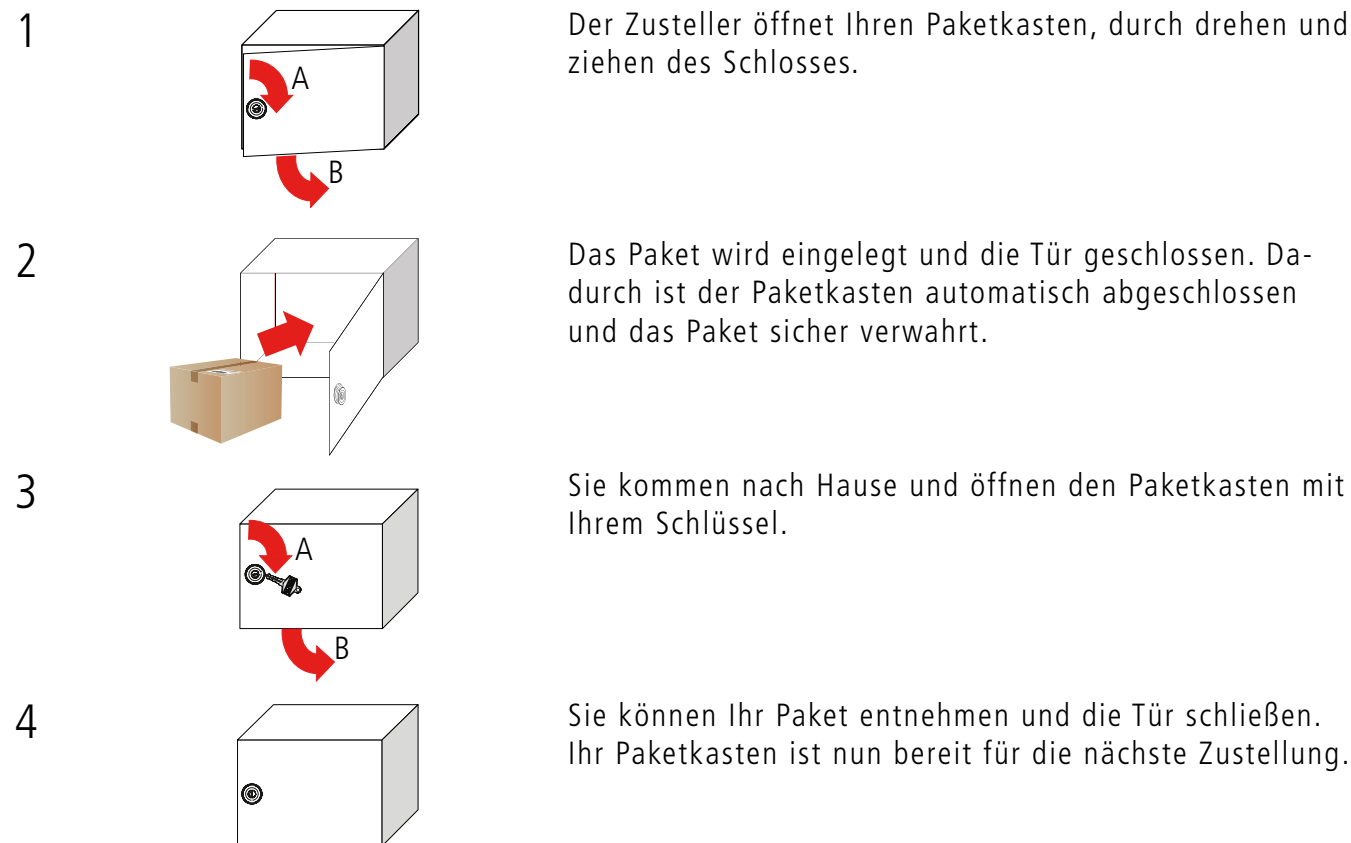 1
Der Zusteller öffnet Ihren Paketkasten, durch drehen und
ziehen des Schlosses.
A
B
2
Das Paket wird eingelegt und die Tür geschlossen. Da-
durch ist der Paketkasten automatisch abgeschlossen
und das Paket sicher verwahrt.
3
Sie kommen nach Hause und öffnen den Paketkasten mit
Ihrem Schlüssel.
A
B
4
Sie können Ihr Paket entnehmen und die Tür schließen.
Ihr Paketkasten ist nun bereit für die nächste Zustellung.